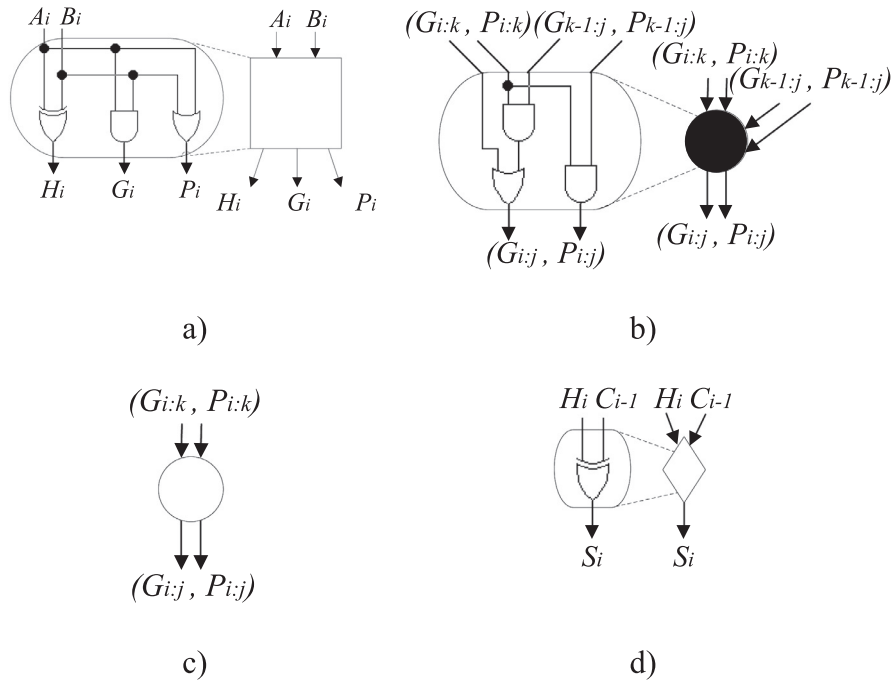 Ai Bi
Ai Bi
Hi Gi Pi
Hi Gi Pi
a)
(Gi:k , Pi:k) (Gk-1:j , Pk-1:j)
(Gi:k , Pi:k)
(Gk-1:j , Pk-1:j)
(Gi:j , Pi:j)
(Gi:j , Pi:j)
b)
(Gi:k , Pi:k)
(Gi:j , Pi:j)
c)
Hi Ci-1 Hi Ci-1
Si Si
d)